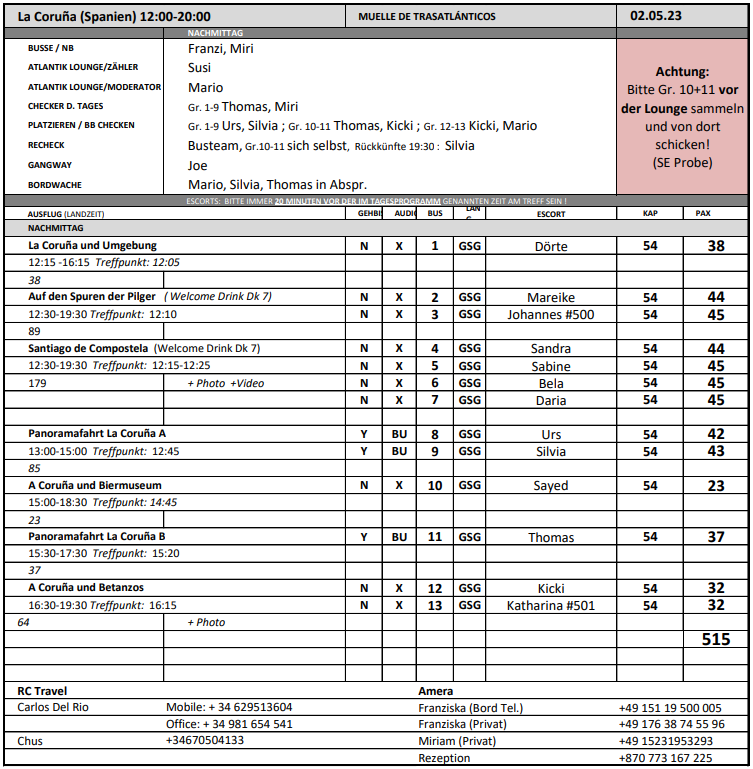 La Coruña (Spanien) 12:00-20:00 MUELLE DE TRASATLÁNTICOS 02.05.23
NACHMITTAG
BUSSE / NB Franzi, Miri
ATLANTIK LOUNGE/ZÄHLER Susi
ATLANTIK LOUNGE/MODERATOR Mario
CHECKER D. TAGES Gr. 1-9 Thomas, Miri
PLATZIEREN / BB CHECKEN Gr. 1-9 Urs, Silvia ; Gr. 10-11 Thomas, Kicki ; Gr. 12-13 Kicki, Mario
RECHECK Busteam, Gr.10-11 sich selbst, Rückkünfte 19:30 : Silvia
GANGWAY Joe
BORDWACHE Mario, Silvia, Thomas in Abspr.
Achtung:
Bitte Gr. 10+11 vor
der Lounge sammeln
und von dort
schicken!
(SE Probe)
ESCORTS: BITTE IMMER 20 MINUTEN VOR DER IM TAGESPROGRAMM GENANNTEN ZEIT AM TREFF SEIN !
AUSFLUG (LANDZEIT) GEHBI AUDI BUS LAN ESCORT KAP PAX
NACHMITTAG
La Coruña und Umgebung N X 1 GSG Dörte 54 38
12:15 -16:15 Treffpunkt: 12:05
38
Auf den Spuren der Pilger ( Welcome Drink Dk 7) N X 2 GSG Mareike 54 44
12:30-19:30 Treffpunkt: 12:10 N X 3 GSG Johannes #500 54 45
89
Santiago de Compostela (Welcome Drink Dk 7) N X 4 GSG Sandra 54 44
12:30-19:30 Treffpunkt: 12:15-12:25 N X 5 GSG Sabine 54 45
179 + Photo +Video N X 6 GSG Bela 54 45
N X 7 GSG Daria 54 45
Panoramafahrt La Coruña A Y BU 8 GSG Urs 54 42
13:00-15:00 Treffpunkt: 12:45 Y BU 9 GSG Silvia 54 43
85
A Coruña und Biermuseum N X 10 GSG Sayed 54 23
15:00-18:30 Treffpunkt: 14:45
23
Panoramafahrt La Coruña B Y BU 11 GSG Thomas 54 37
15:30-17:30 Treffpunkt: 15:20
37
A Coruña und Betanzos N X 12 GSG Kicki 54 32
16:30-19:30 Treffpunkt: 16:15 N X 13 GSG Katharina #501 54 32
64 + Photo
515
RC Travel Amera
Carlos Del Rio Mobile: + 34 629513604 Franziska (Bord Tel.) +49 151 19 500 005
Office: + 34 981 654 541 Franziska (Privat) +49 176 38 74 55 96
Chus +34670504133 Miriam (Privat) +49 15231953293
Rezeption +870 773 167 225